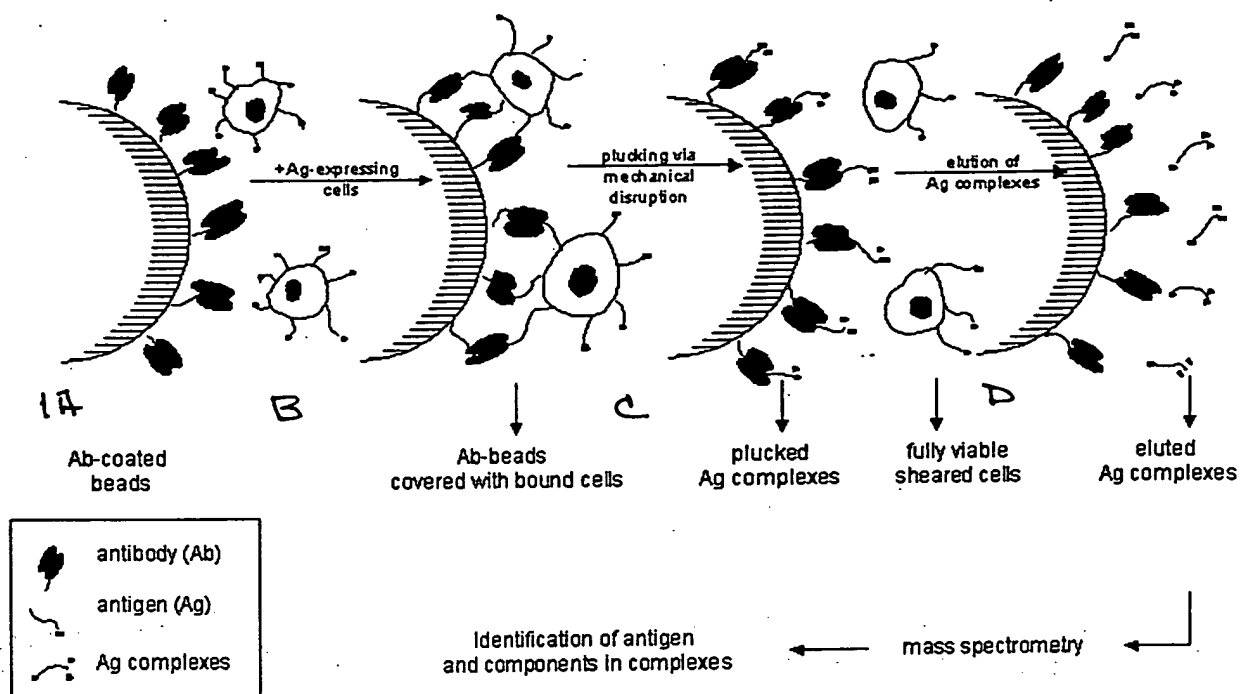 +Ag-expressing
cells
plucking via
mechanical
disruption
elution of
Ag complexes
1A
B
C
D
Ab-coated
beads
Ab-beads
covered with bound cells
plucked
Ag complexes
fully viable
sheared cells
eluted
Ag complexes
antibody (Ab)
antigen (Ag)
Ag complexes
mass spectrometry
Identification of antigen
and components in complexes